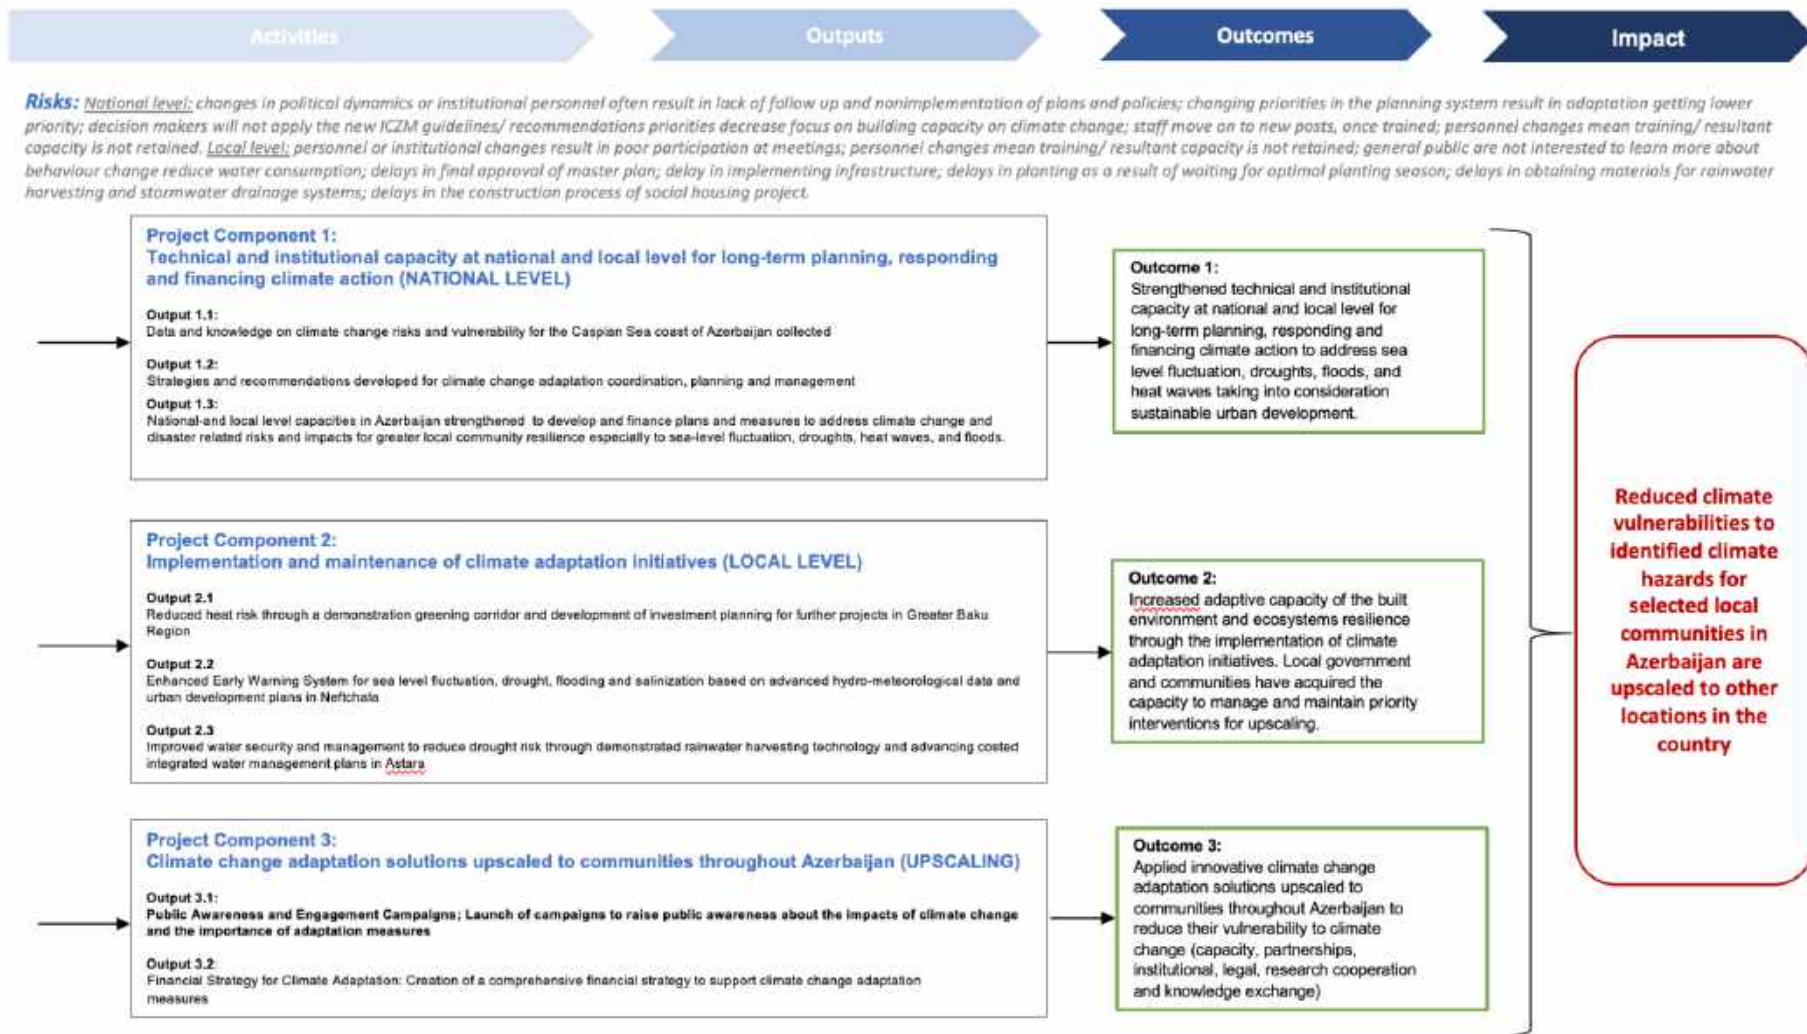 Activities
Outputs
Outcomes
Impact
Risks: National level: changes in political dynamics or institutional personnel often result in lack of follow up and nonimplementation of plans and policies; changing priorities in the planning system result in adaptation getting lower
priority; decision makers will not apply the new ICZM guidelines/ recommendations priorities decrease focus on building capacity on climate change; staff move on to new posts, once trained; personnel changes mean training/ resultant
capacity is not retained. Local level: personnel or institutional changes result in poor participation at meetings; personnel changes mean training/ resultant capacity is not retained; general public are not interested to learn more about
behaviour change reduce water consumption; delays in final approval of master plan; delay in implementing infrastructure; delays in planting as a result of waiting for optimal planting season; delays in obtaining materials for rainwater
harvesting and stormwater drainage systems; delays in the construction process of social housing project.
Project Component 1:
Technical and institutional capacity at national and local level for long-term planning, responding
and financing climate action (NATIONAL LEVEL)
Output 1.1:
Data and knowledge on climate change risks and vulnerability for the Caspian Sea coast of Azerbaijan collected
Output 1.2:
Strategies and recommendations developed for climate change adaptation coordination, planning and management
Output 1.3:
National-and local level capacities in Azerbaijan strengthened to develop and finance plans and measures to address climate change and
disaster related risks and impacts for greater local community resilience especially to sea-level fluctuation, droughts, heat waves, and floods.
Outcome 1:
Strengthened technical and institutional
capacity at national and local level for
long-term planning, responding and
financing climate action to address sea
level fluctuation, droughts, floods, and
heat waves taking into consideration
sustainable urban development.
Project Component 2:
Implementation and maintenance of climate adaptation initiatives (LOCAL LEVEL)
Output 2.1
Reduced heat risk through a demonstration greening corridor and development of investment planning for further projects in Greater Baku
Region
Output 2.2
Enhanced Early Warning System for sea level fluctuation, drought, flooding and salinization based on advanced hydro-meteorological data and
urban development plans in Neftchala
Output 2.3
Improved water security and management to reduce drought risk through demonstrated rainwater harvesting technology and advancing costed
integrated water management plans in Astara
Outcome 2:
Increased adaptive capacity of the built
environment and ecosystems resilience
through the implementation of climate
adaptation initiatives. Local government
and communities have acquired the
capacity to manage and maintain priority
interventions for upscaling.
Project Component 3:
Climate change adaptation solutions upscaled to communities throughout Azerbaijan (UPSCALING)
Output 3.1:
Public Awareness and Engagement Campaigns; Launch of campaigns to raise public awareness about the impacts of climate change
and the importance of adaptation measures
Output 3.2:
Financial Strategy for Climate Adaptation: Creation of a comprehensive financial strategy to support climate change adaptation
measures
Outcome 3:
Applied innovative climate change
adaptation solutions upscaled to
communities throughout Azerbaijan to
reduce their vulnerability to climate
change (capacity, partnerships,
institutional, legal, research cooperation
and knowledge exchange)
Reduced climate
vulnerabilities to
identified climate
hazards for
selected local
communities in
Azerbaijan are
upscaled to other
locations in the
country